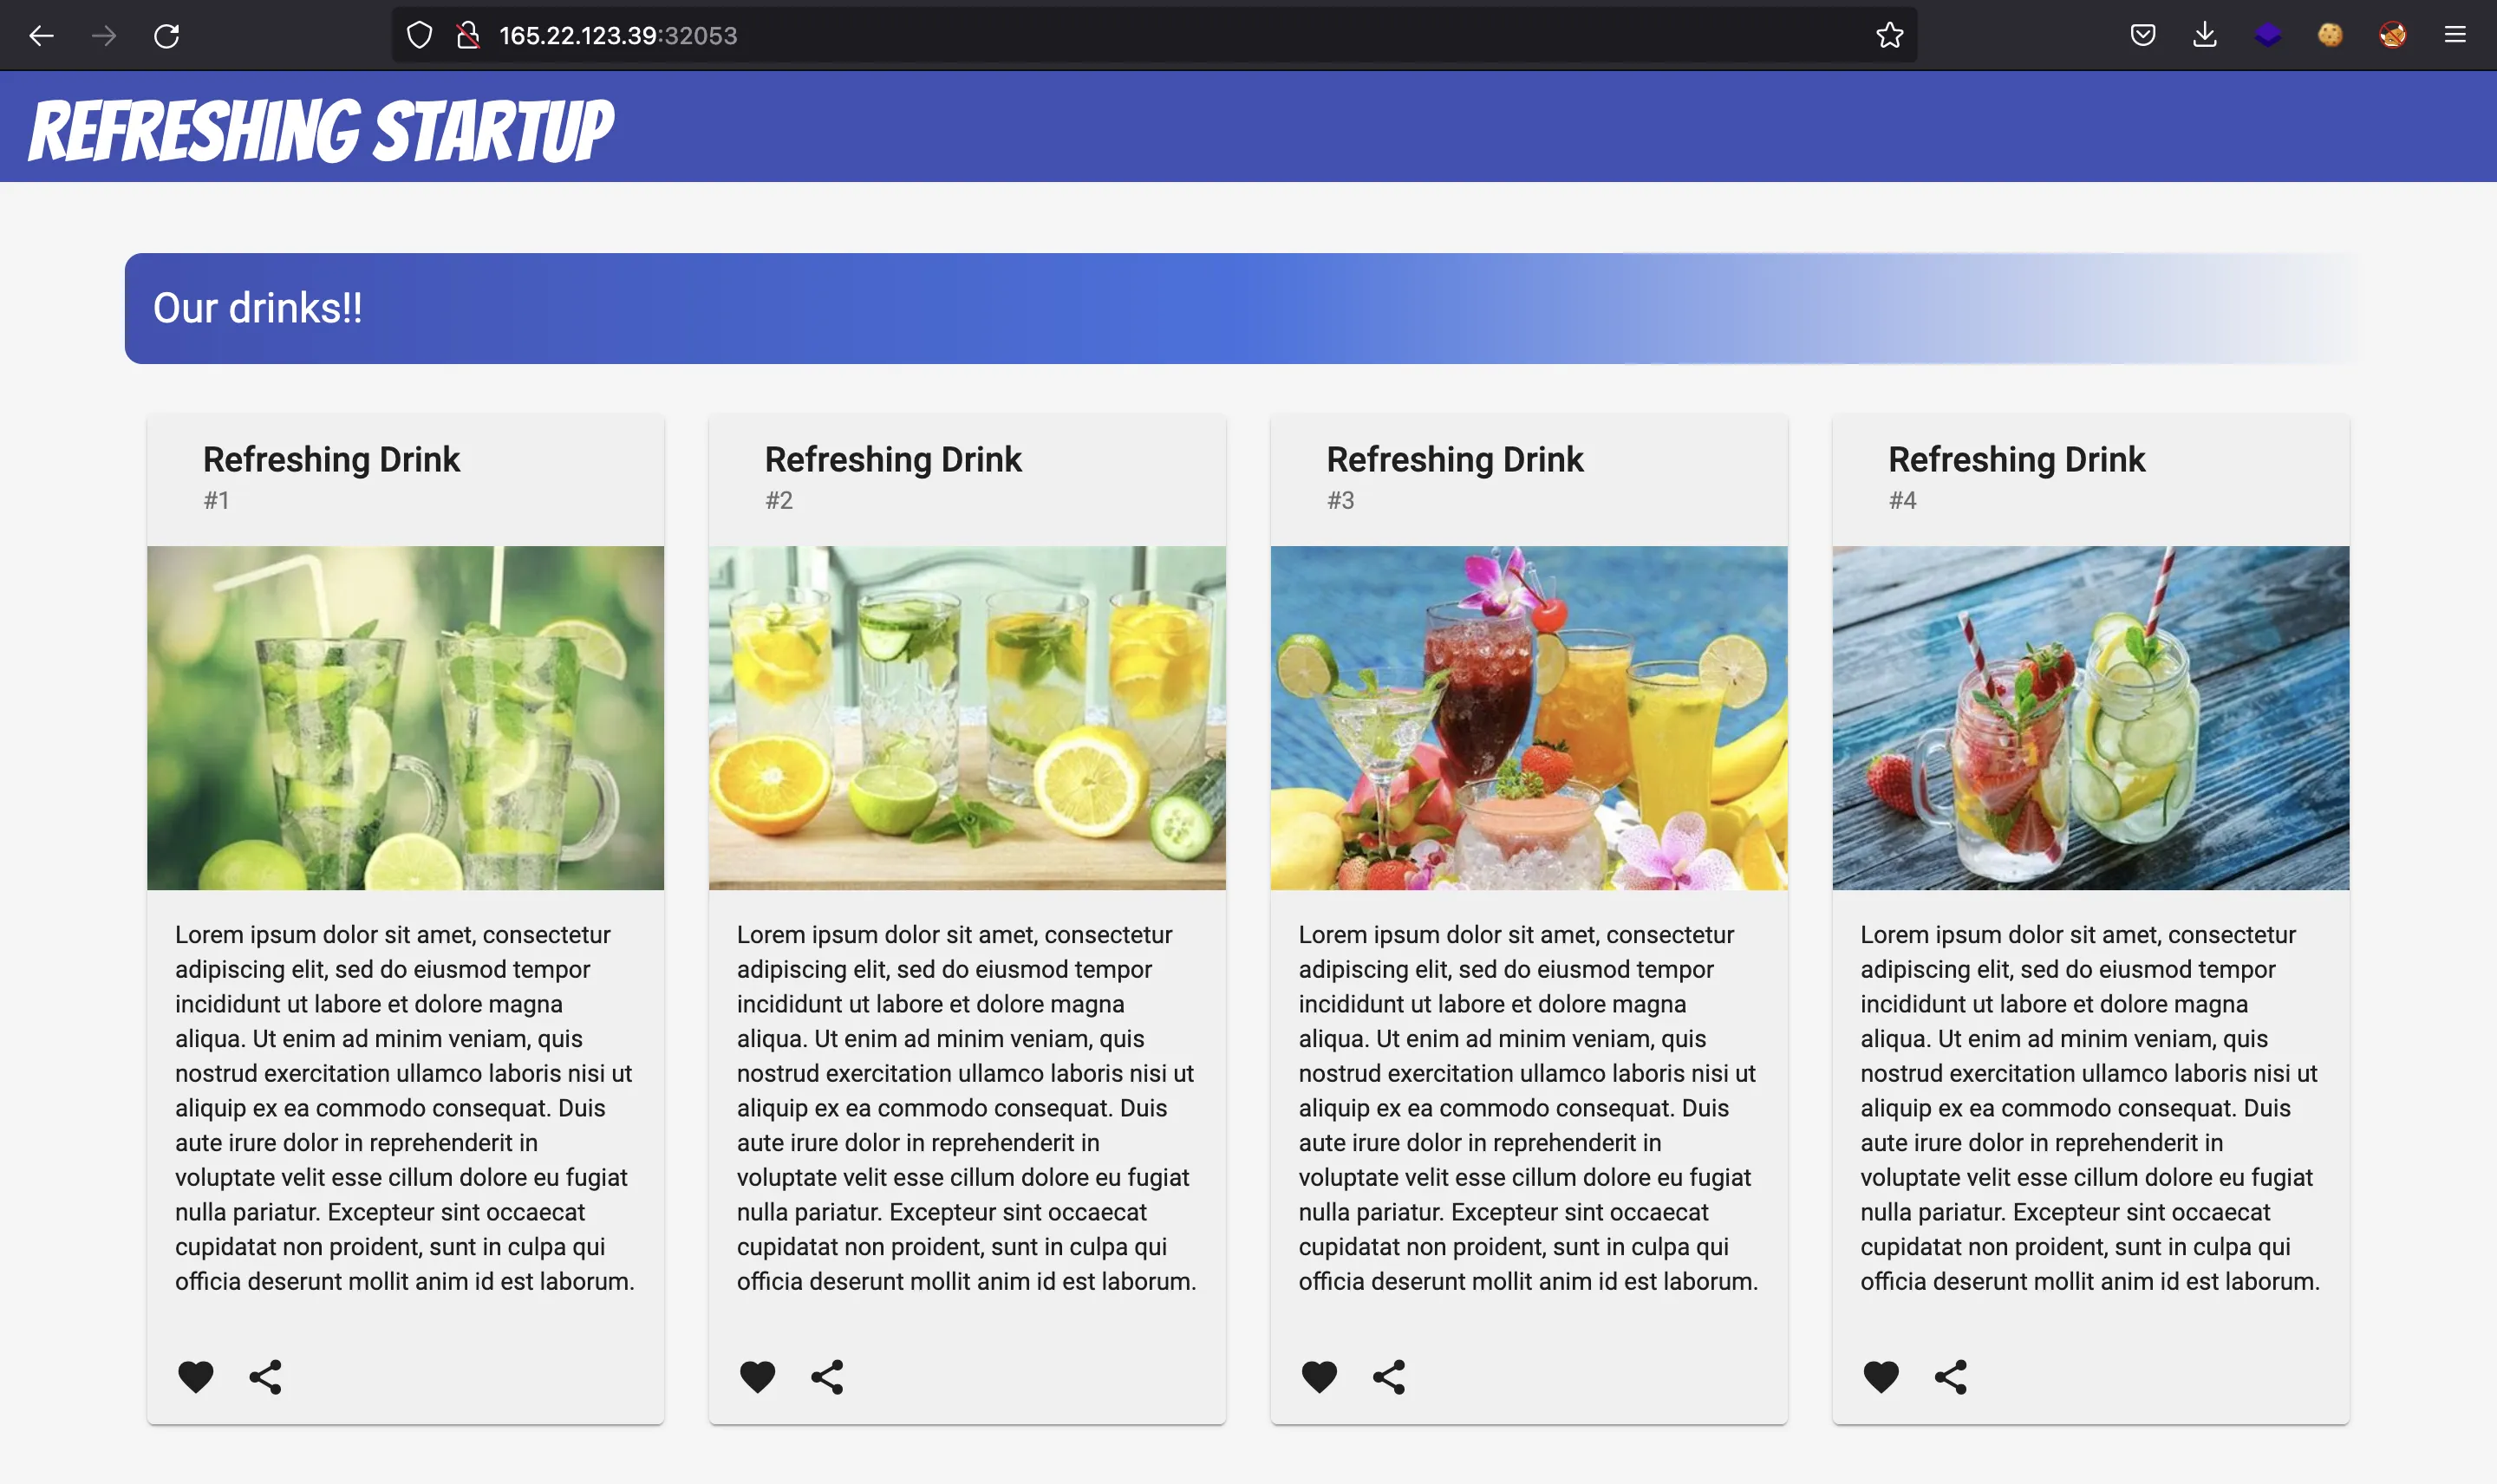 165.22.123.39:32053
REFRESHING STARTUP
Our drinks!!
Refreshing Drink
#1
Lorem ipsum dolor sit amet, consectetur
adipiscing elit, sed do eiusmod tempor
incididunt ut labore et dolore magna
aliqua. Ut enim ad minim veniam, quis
nostrud exercitation ullamco laboris nisi ut
aliquip ex ea commodo consequat. Duis
aute irure dolor in reprehenderit in
voluptate velit esse cillum dolore eu fugiat
nulla pariatur. Excepteur sint occaecat
cupidatat non proident, sunt in culpa qui
officia deserunt mollit anim id est laborum.
Refreshing Drink
#2
Lorem ipsum dolor sit amet, consectetur
adipiscing elit, sed do eiusmod tempor
incididunt ut labore et dolore magna
aliqua. Ut enim ad minim veniam, quis
nostrud exercitation ullamco laboris nisi ut
aliquip ex ea commodo consequat. Duis
aute irure dolor in reprehenderit in
voluptate velit esse cillum dolore eu fugiat
nulla pariatur. Excepteur sint occaecat
cupidatat non proident, sunt in culpa qui
officia deserunt mollit anim id est laborum.
Refreshing Drink
#3
Lorem ipsum dolor sit amet, consectetur
adipiscing elit, sed do eiusmod tempor
incididunt ut labore et dolore magna
aliqua. Ut enim ad minim veniam, quis
nostrud exercitation ullamco laboris nisi ut
aliquip ex ea commodo consequat. Duis
aute irure dolor in reprehenderit in
voluptate velit esse cillum dolore eu fugiat
nulla pariatur. Excepteur sint occaecat
cupidatat non proident, sunt in culpa qui
officia deserunt mollit anim id est laborum.
Refreshing Drink
#4
Lorem ipsum dolor sit amet, consectetur
adipiscing elit, sed do eiusmod tempor
incididunt ut labore et dolore magna
aliqua. Ut enim ad minim veniam, quis
nostrud exercitation ullamco laboris nisi ut
aliquip ex ea commodo consequat. Duis
aute irure dolor in reprehenderit in
voluptate velit esse cillum dolore eu fugiat
nulla pariatur. Excepteur sint occaecat
cupidatat non proident, sunt in culpa qui
officia deserunt mollit anim id est laborum.